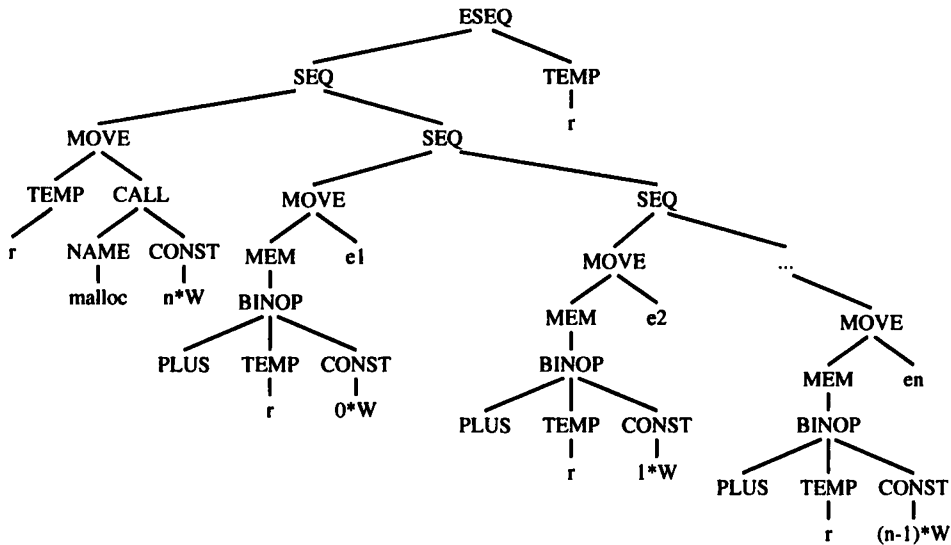 ESEQ
SEQ TEMP
r
MOVE SEQ
TEMP CALL MOVE SEQ
r NAME CONST MEM e1 MOVE ...
malloc n*W BINOP MEM e2 MOVE
PLUS TEMP CONST BINOP MEM en
r 0*W PLUS TEMP CONST BINOP
r 1*W PLUS TEMP CONST
r (n-1)*W